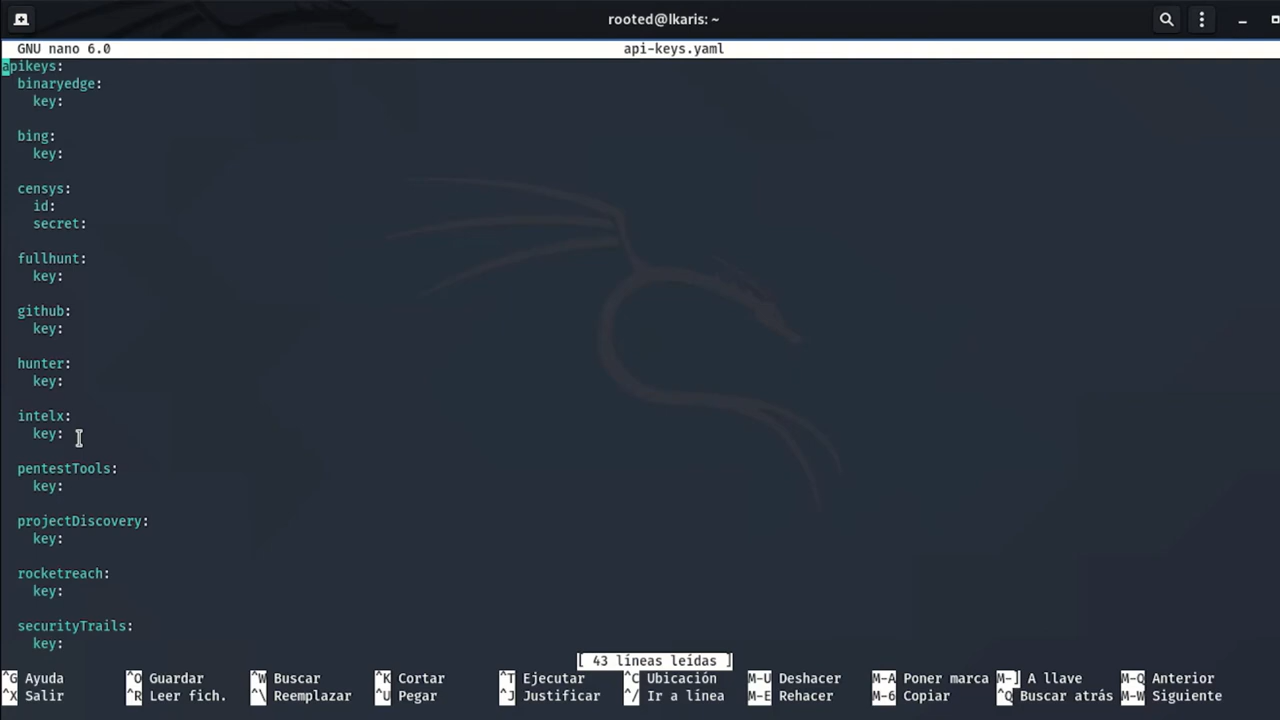 rooted@Ikaris: ~
GNU nano 6.0 api-keys.yaml
apikeys:
binaryedge:
key:
bing:
key:
censys:
id:
secret:
fullhunt:
key:
github:
key:
hunter:
key:
intelx:
key:
pentestTools:
key:
projectDiscovery:
key:
rocketreach:
key:
securityTrails:
key:
[ 43 líneas leídas ]
^G Ayuda ^O Guardar ^W Buscar ^K Cortar ^T Ejecutar ^C Ubicación M-U Deshacer M-A Poner marca M-] A llave M-Q Anterior
^X Salir ^R Leer fich. ^\ Reemplazar ^U Pegar ^J Justificar ^/ Ir a línea M-E Rehacer M-6 Copiar ^Q Buscar atrás M-W Siguiente